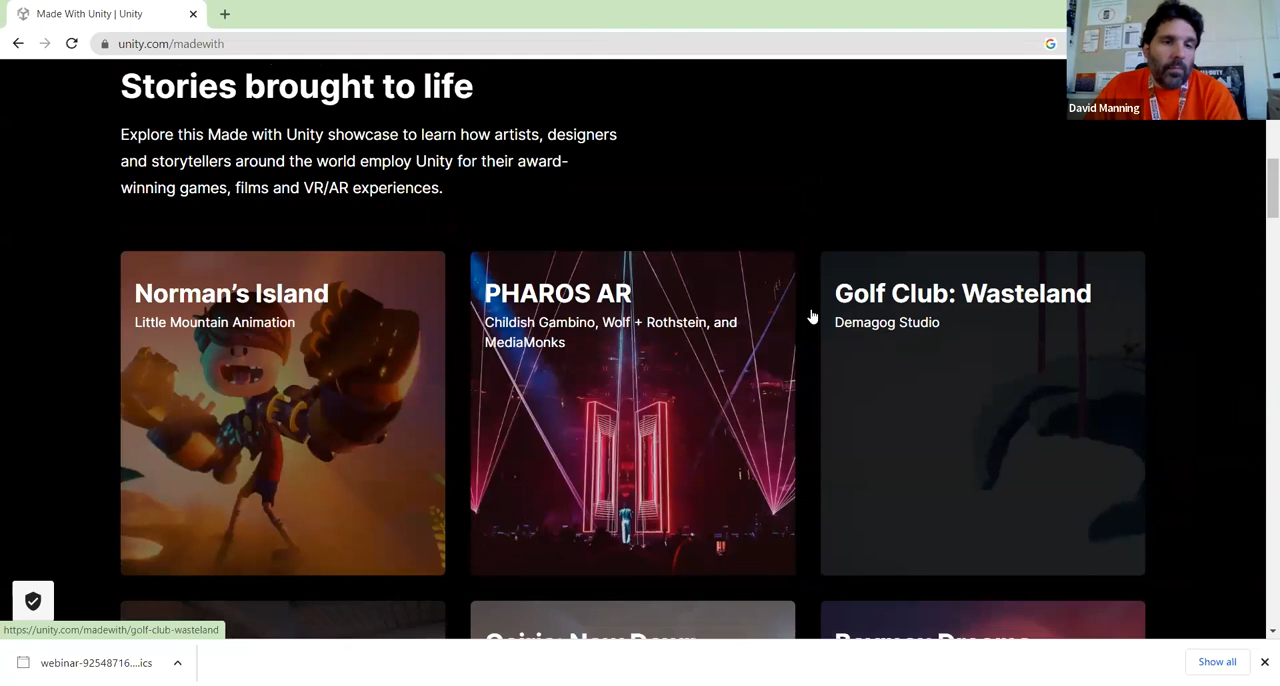 Made With Unity | Unity
unity.com/madewith
David Manning
Stories brought to life
Explore this Made with Unity showcase to learn how artists, designers
and storytellers around the world employ Unity for their award-
winning games, films and VR/AR experiences.
Norman’s Island
Little Mountain Animation
PHAROS AR
Childish Gambino, Wolf + Rothstein, and
MediaMonks
Golf Club: Wasteland
Demagog Studio
https://unity.com/madewith/golf-club-wasteland
webinar-92548716....ics
Show all